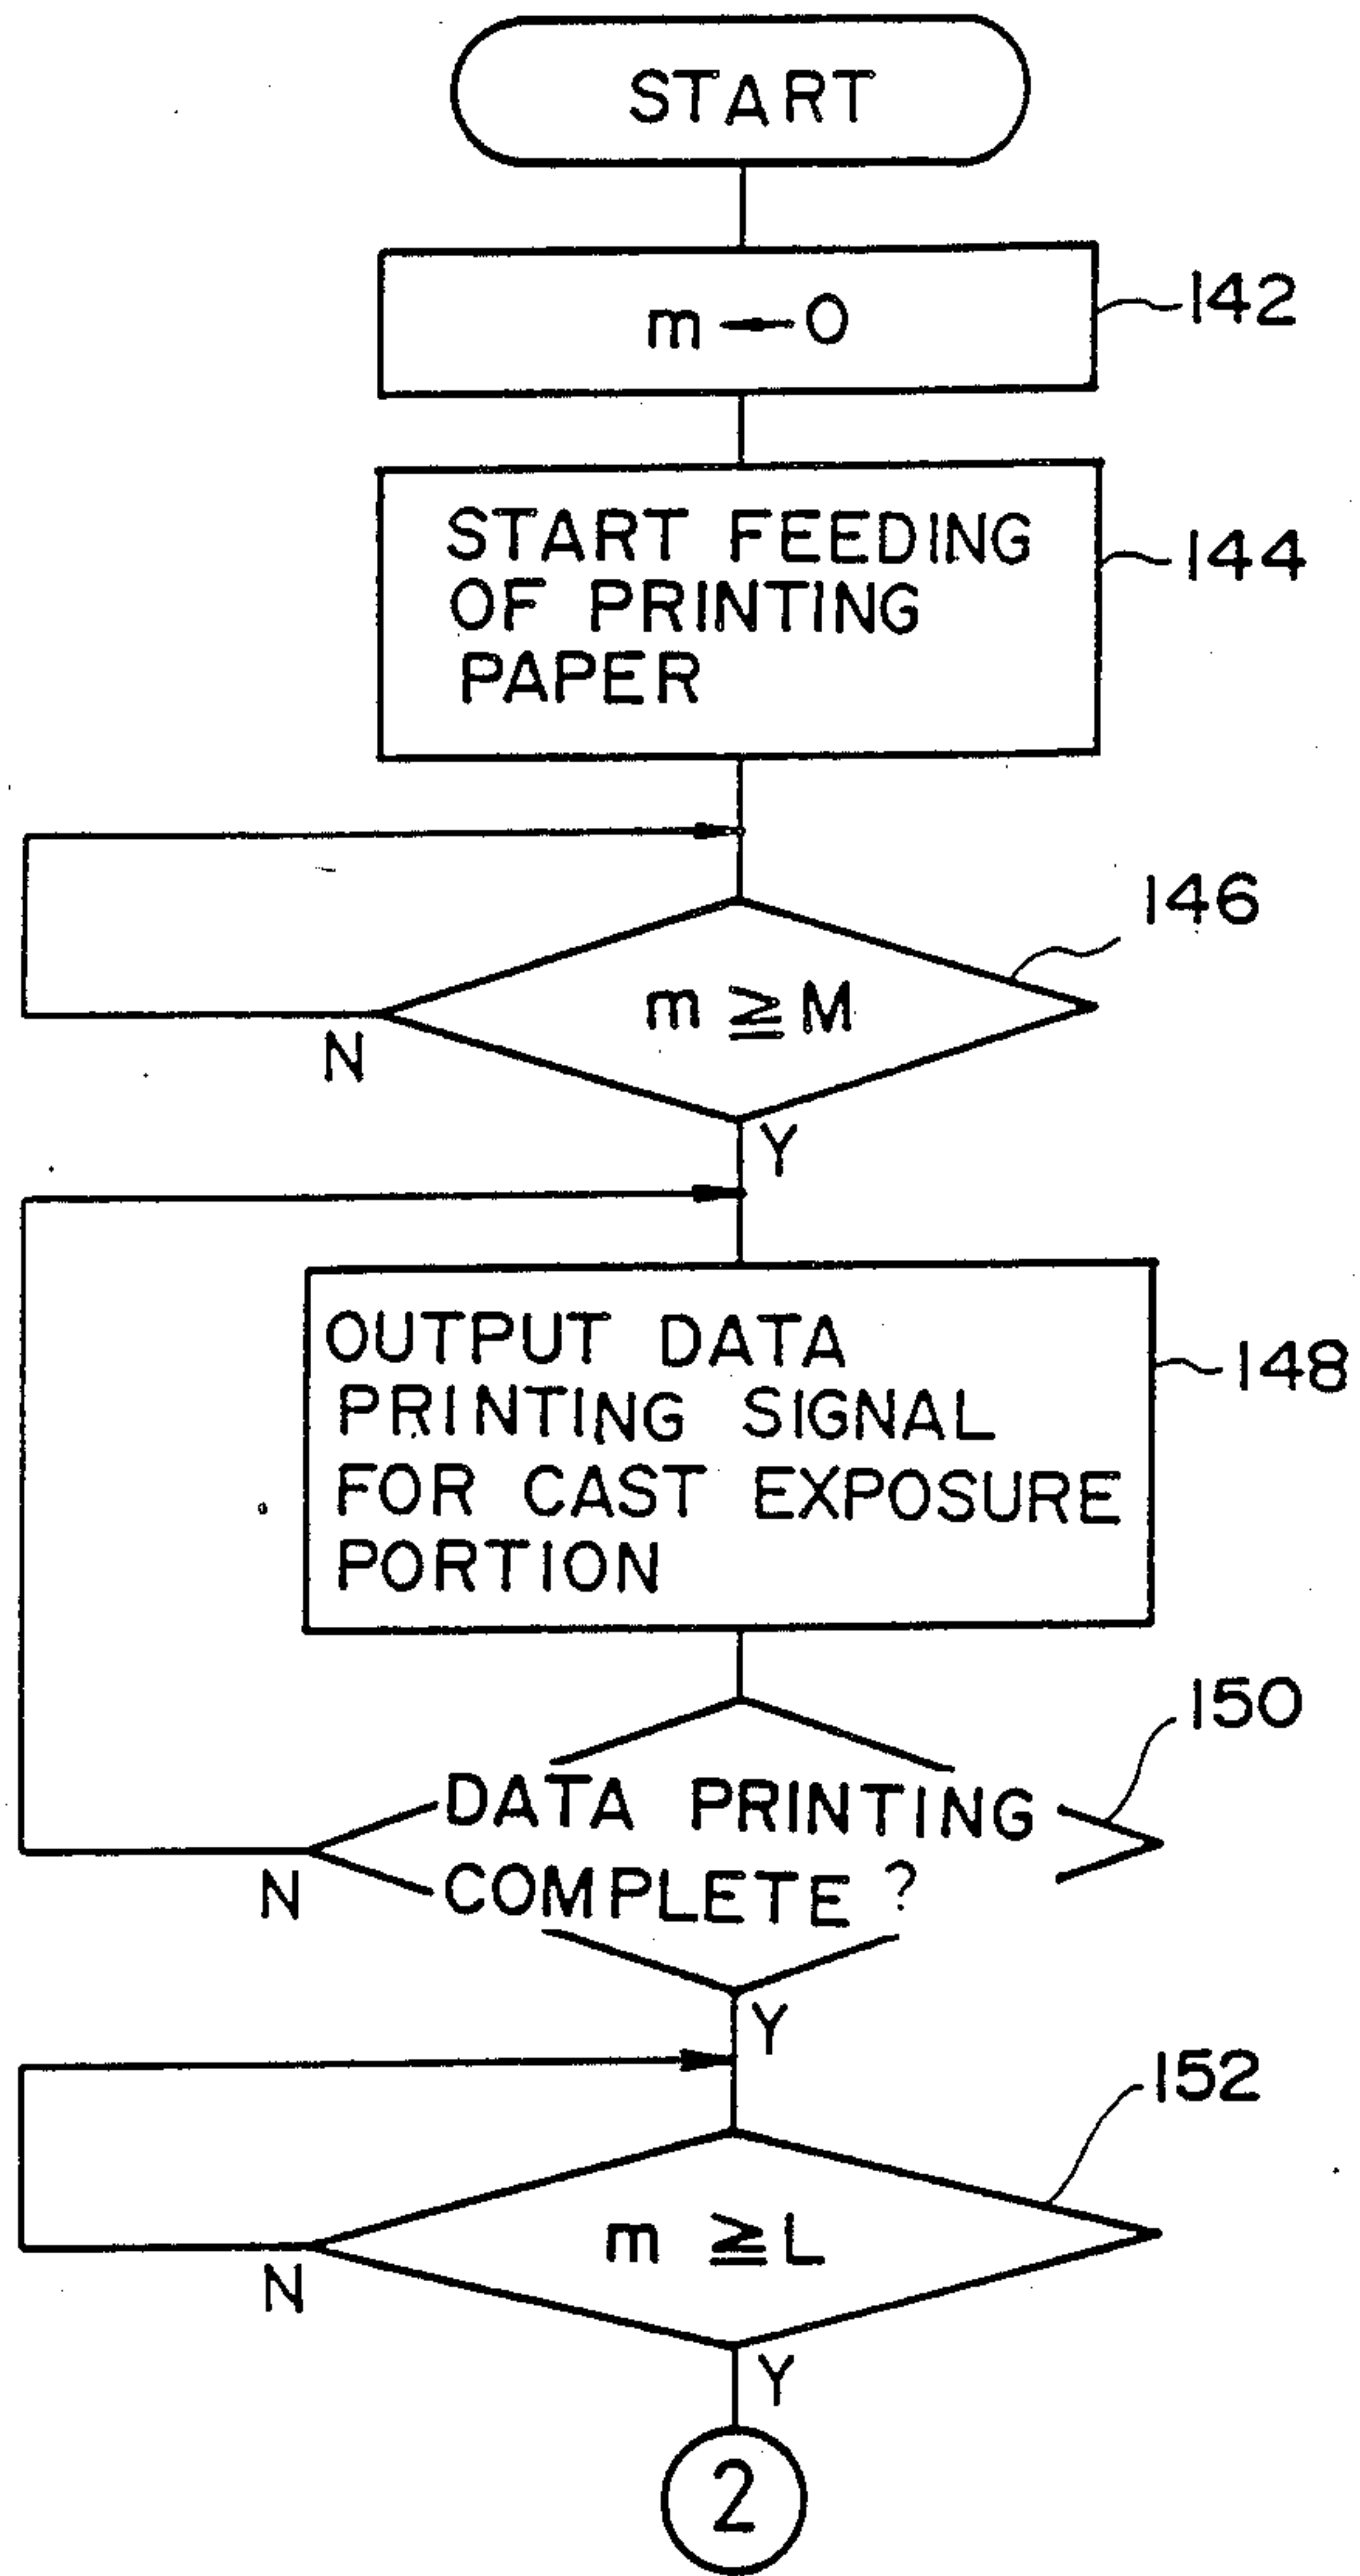 START
m ← 0
142
START FEEDING
OF PRINTING
PAPER
144
146
m ≧ M
N
Y
OUTPUT DATA
PRINTING SIGNAL
FOR CAST EXPOSURE
PORTION
148
150
DATA PRINTING
COMPLETE ?
N
Y
152
m ≧ L
N
Y
2